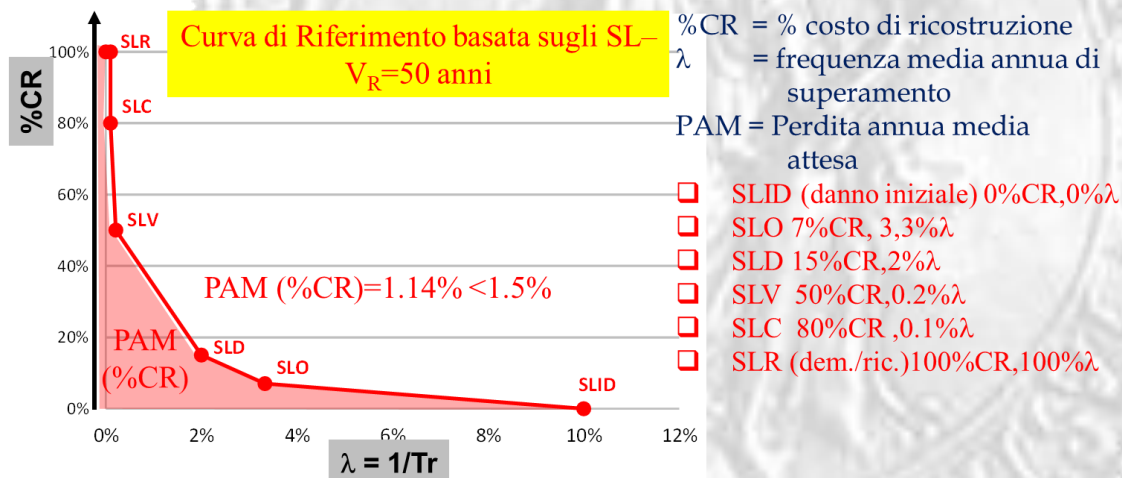 Curva di Riferimento basata sugli SL–
V_R=50 anni
%CR
100%
80%
60%
40%
20%
0%
SLR
SLC
SLV
SLD
SLO
SLID
PAM (%CR)=1.14% <1.5%
PAM
(%CR)
0%
2%
4%
6%
8%
10%
12%
λ = 1/Tr
%CR = % costo di ricostruzione
λ = frequenza media annua di
superamento
PAM = Perdita annua media
attesa
❑ SLID (danno iniziale) 0%CR,0%λ
❑ SLO 7%CR, 3,3%λ
❑ SLD 15%CR,2%λ
❑ SLV 50%CR,0.2%λ
❑ SLC 80%CR ,0.1%λ
❑ SLR (dem./ric.)100%CR,100%λ